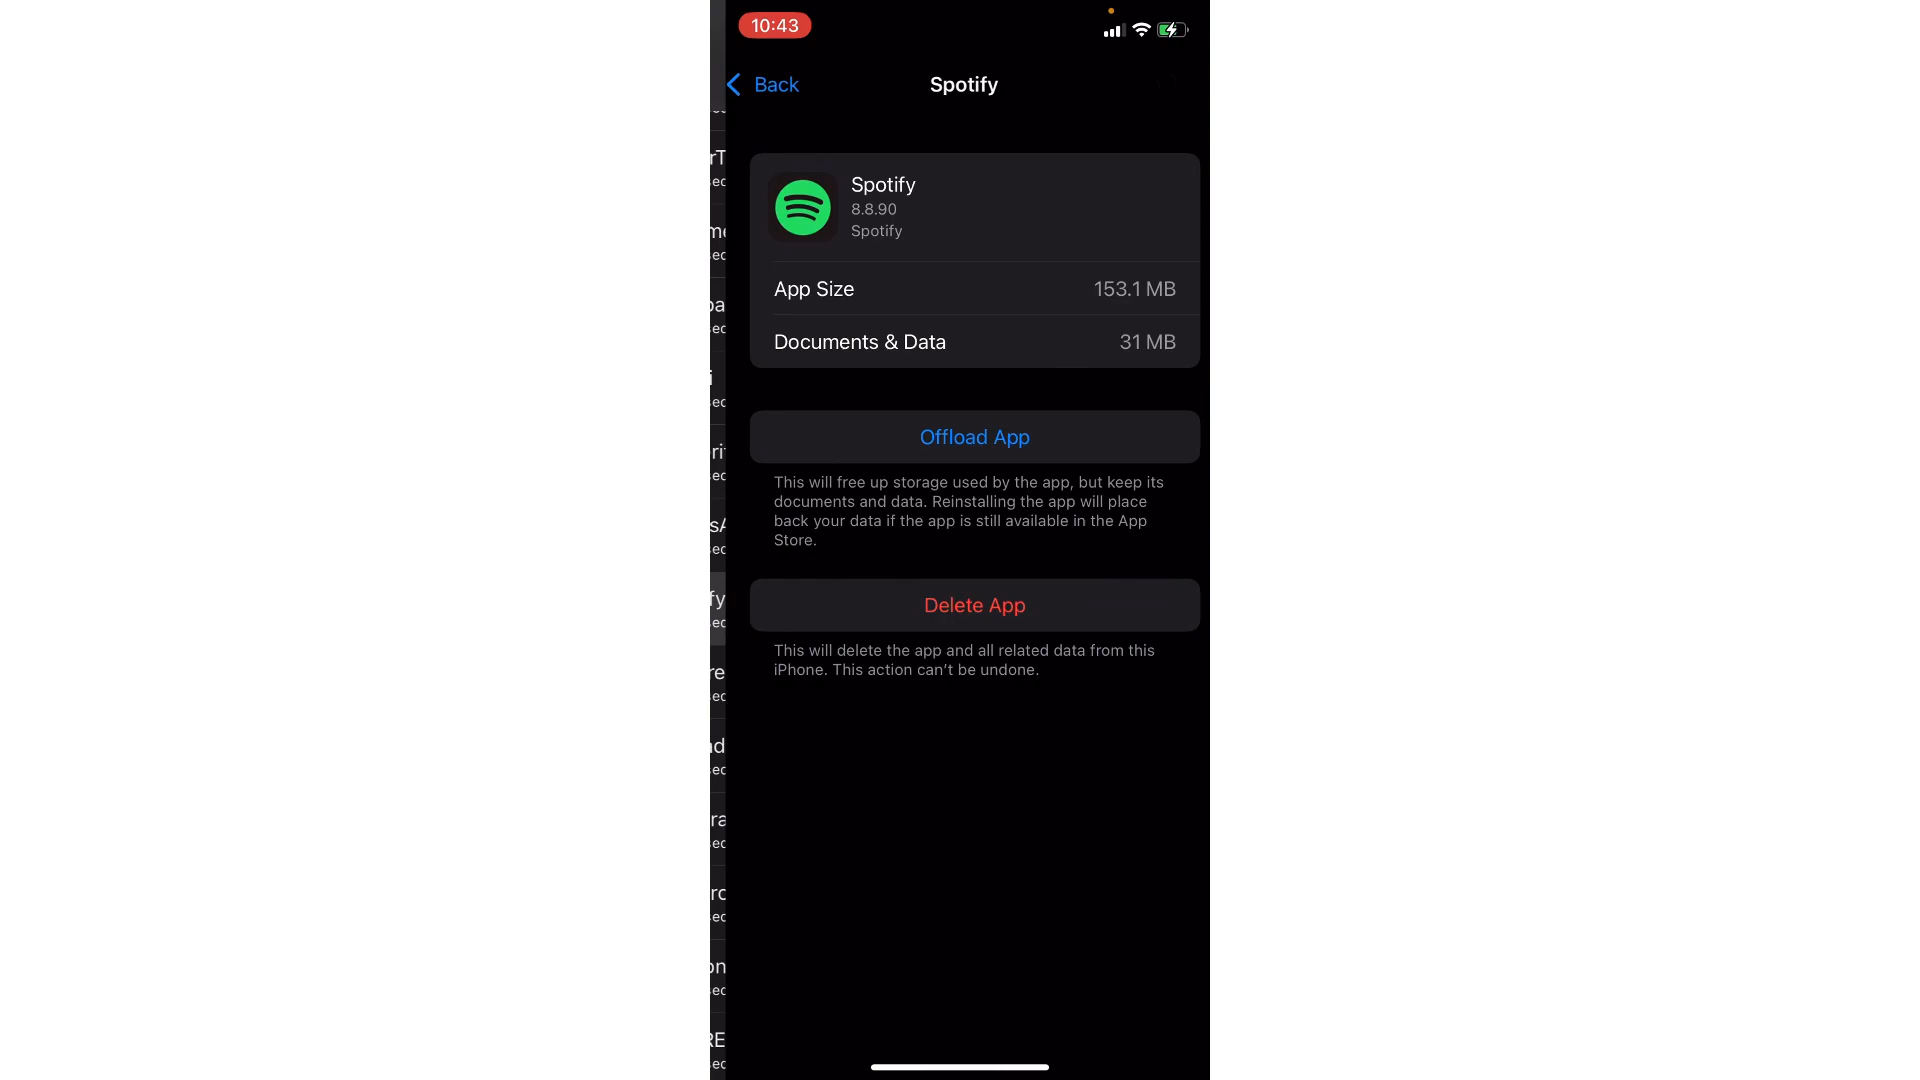 10:43
Back
Spotify
Spotify
8.8.90
Spotify
App Size 153.1 MB
Documents & Data 31 MB
Offload App
This will free up storage used by the app, but keep its
documents and data. Reinstalling the app will place
back your data if the app is still available in the App
Store.
Delete App
This will delete the app and all related data from this
iPhone. This action can’t be undone.